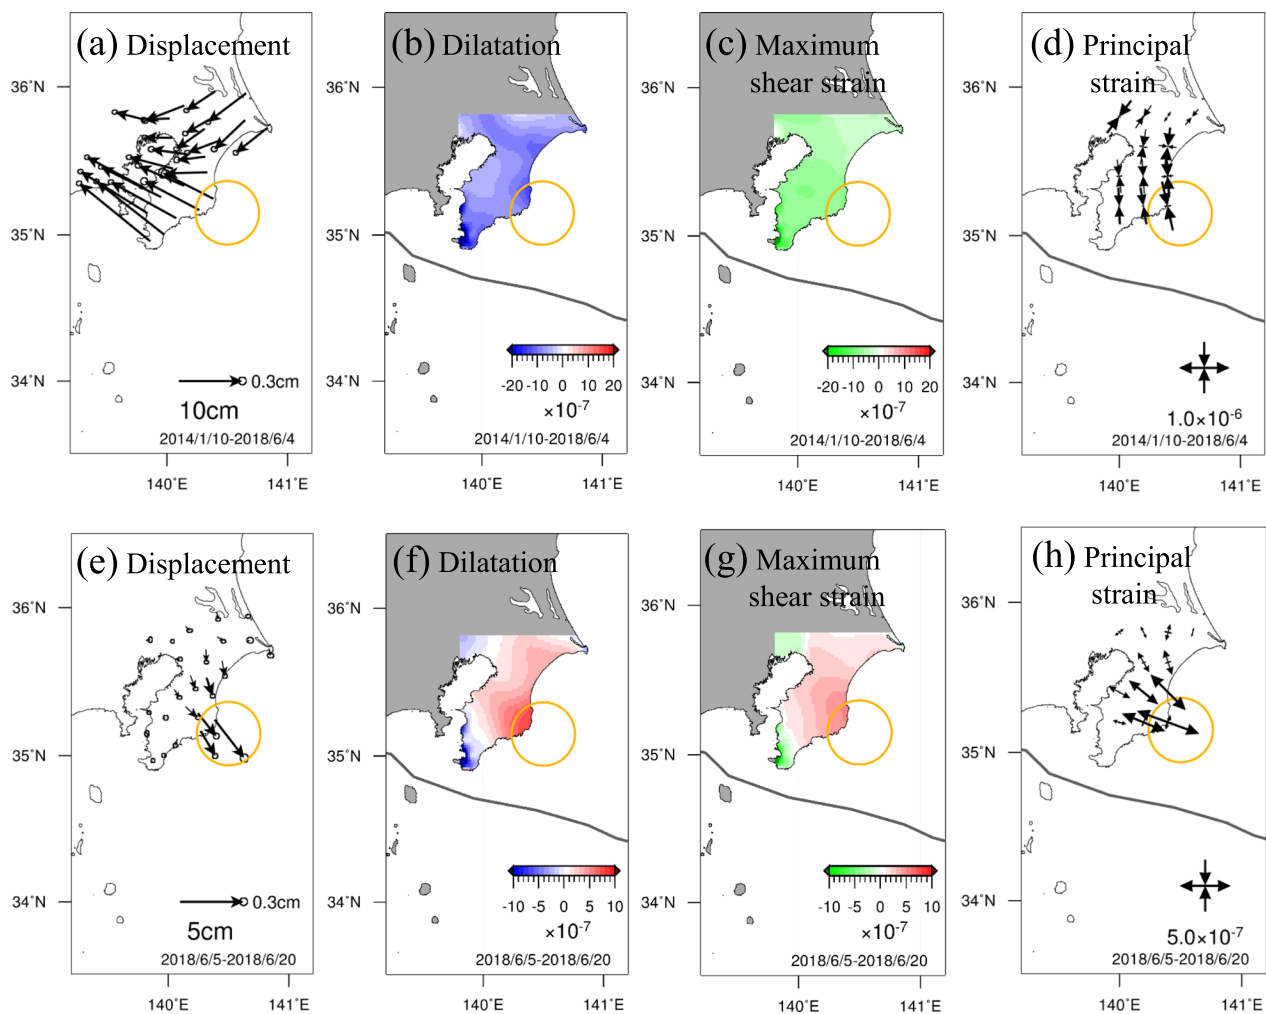 (a) Displacement
36°N
35°N
34°N
0.3cm
10cm
2014/1/10-2018/6/4
140°E
141°E
(b) Dilatation
36°N
35°N
34°N
-20 -10 0 10 20
×10-7
2014/1/10-2018/6/4
140°E
141°E
(c) Maximum
shear strain
36°N
35°N
34°N
-20 -10 0 10 20
×10-7
2014/1/10-2018/6/4
140°E
141°E
(d) Principal
strain
36°N
35°N
34°N
1.0×10-6
2014/1/10-2018/6/4
140°E
141°E
(e) Displacement
36°N
35°N
34°N
0.3cm
5cm
2018/6/5-2018/6/20
140°E
141°E
(f) Dilatation
36°N
35°N
34°N
-10 -5 0 5 10
×10-7
2018/6/5-2018/6/20
140°E
141°E
(g) Maximum
shear strain
36°N
35°N
34°N
-10 -5 0 5 10
×10-7
2018/6/5-2018/6/20
140°E
141°E
(h) Principal
strain
36°N
35°N
34°N
5.0×10-7
2018/6/5-2018/6/20
140°E
141°E